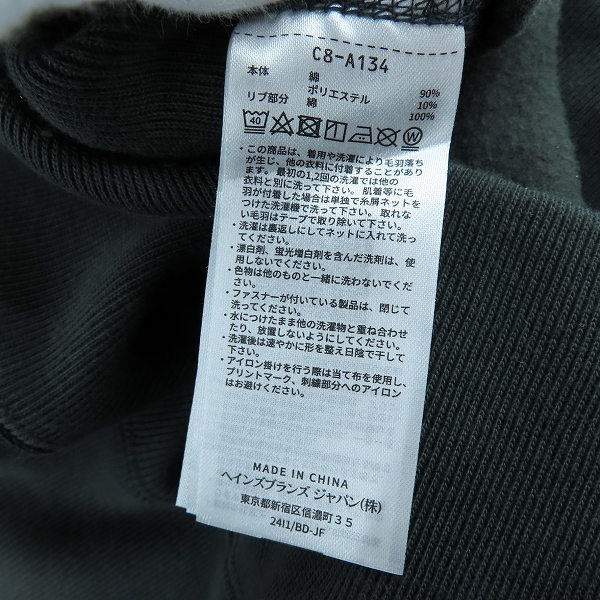 C8-A134
本体 綿 90%
ポリエステル 10%
リブ部分 綿 100%
40 W
・この商品は、着用や洗濯により毛羽落ち
が生じ、他の衣料に付着することがあり
ます。最初の1,2回の洗濯では他の
衣料と別に洗って下さい。肌着等に毛
羽が付着した場合は単独で糸屑ネットを
つけた洗濯機で洗って下さい。取れな
い毛羽はテープで取り除いて下さい。
・洗濯は裏返しにしてネットに入れて洗っ
てください。
・漂白剤、蛍光増白剤を含んだ洗剤は、使
用しないでください。
・色物は他のものと一緒に洗わないでくだ
さい。
・ファスナーが付いている製品は、閉じて
洗ってください。
・水につけたまま他の洗濯物と重ね合わせ
たり、放置しないようにしてください。
・洗濯後は速やかに形を整え日陰で干して
下さい。
・アイロン掛けを行う際は当て布を使用し、
プリントマーク、刺繍部分へのアイロン
はお避けください。
MADE IN CHINA
ヘインズブランズ ジャパン(株)
東京都新宿区信濃町35
24I1/BD-JF